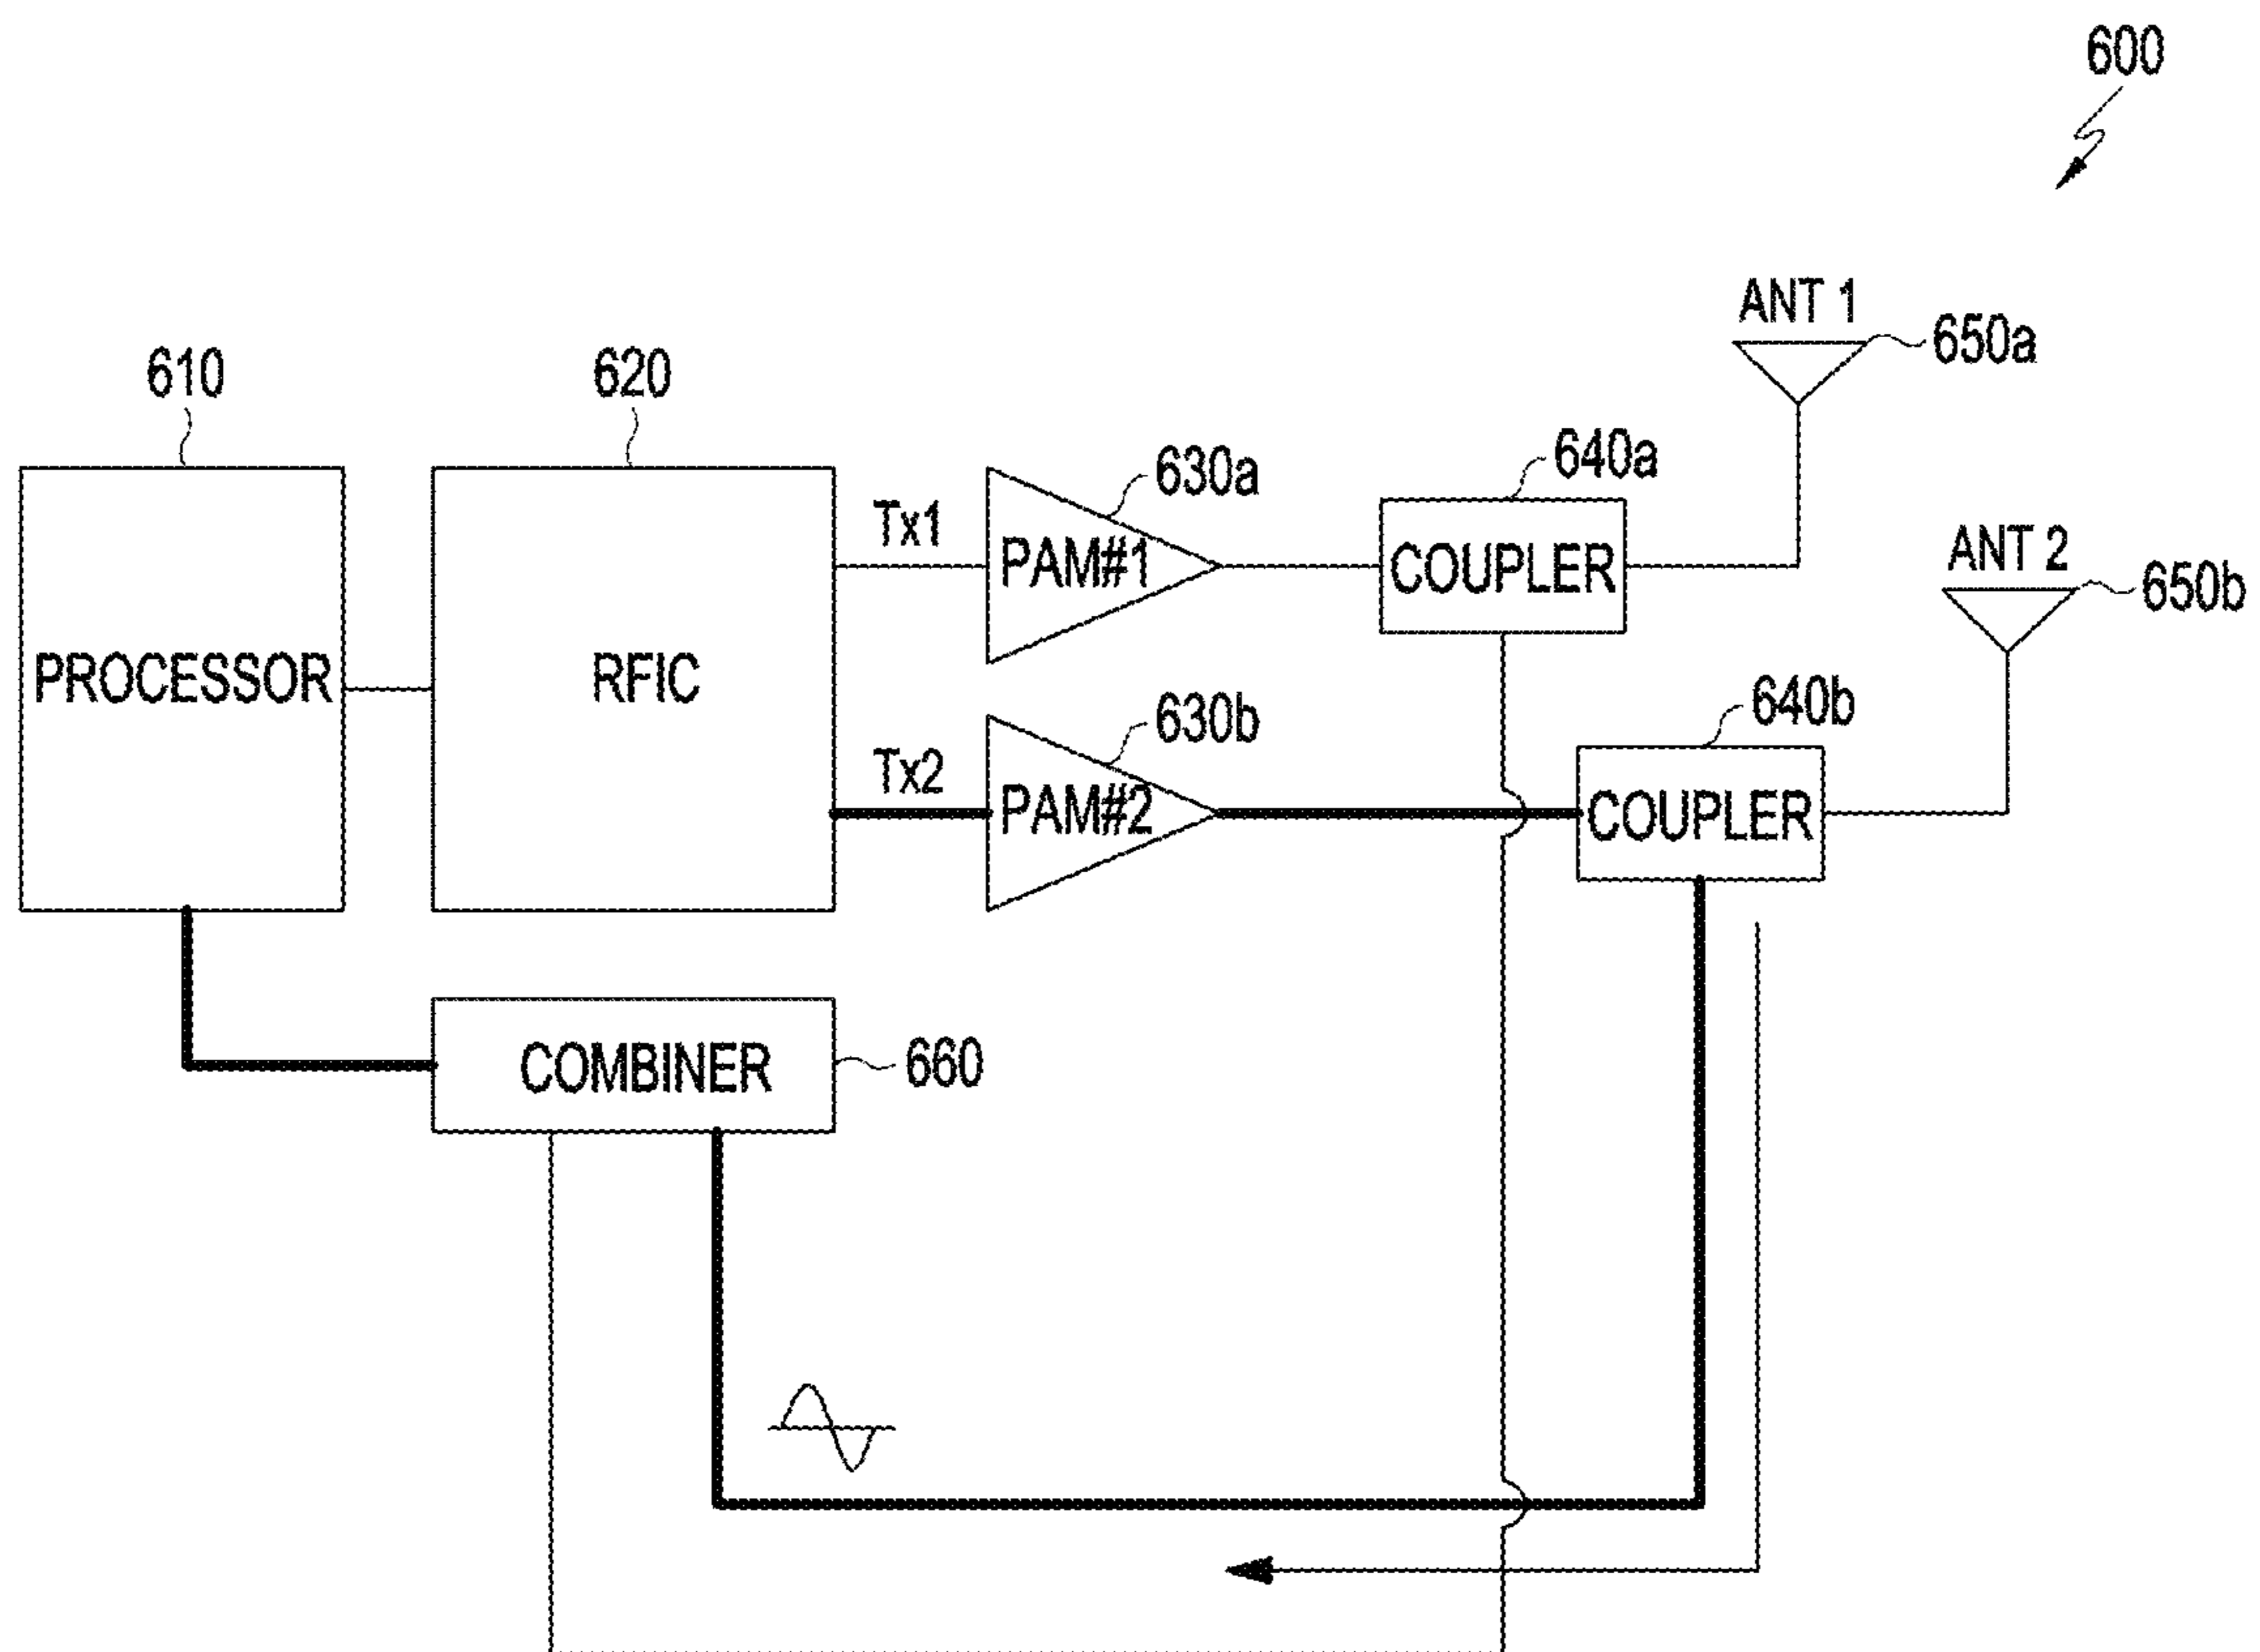 600
ANT 1
650a
610
620
630a
640a
Tx1
PAM#1
COUPLER
ANT 2
650b
PROCESSOR
RFIC
630b
640b
Tx2
PAM#2
COUPLER
COMBINER
660